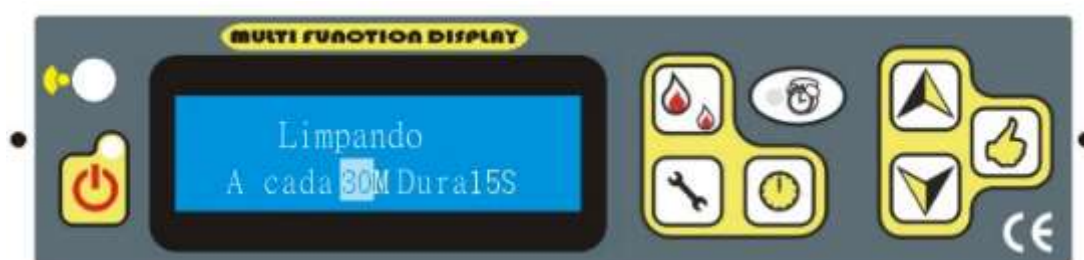 MULTI FUNCTION DISPLAY
Limpando
A cada 30M Dura15S
CE